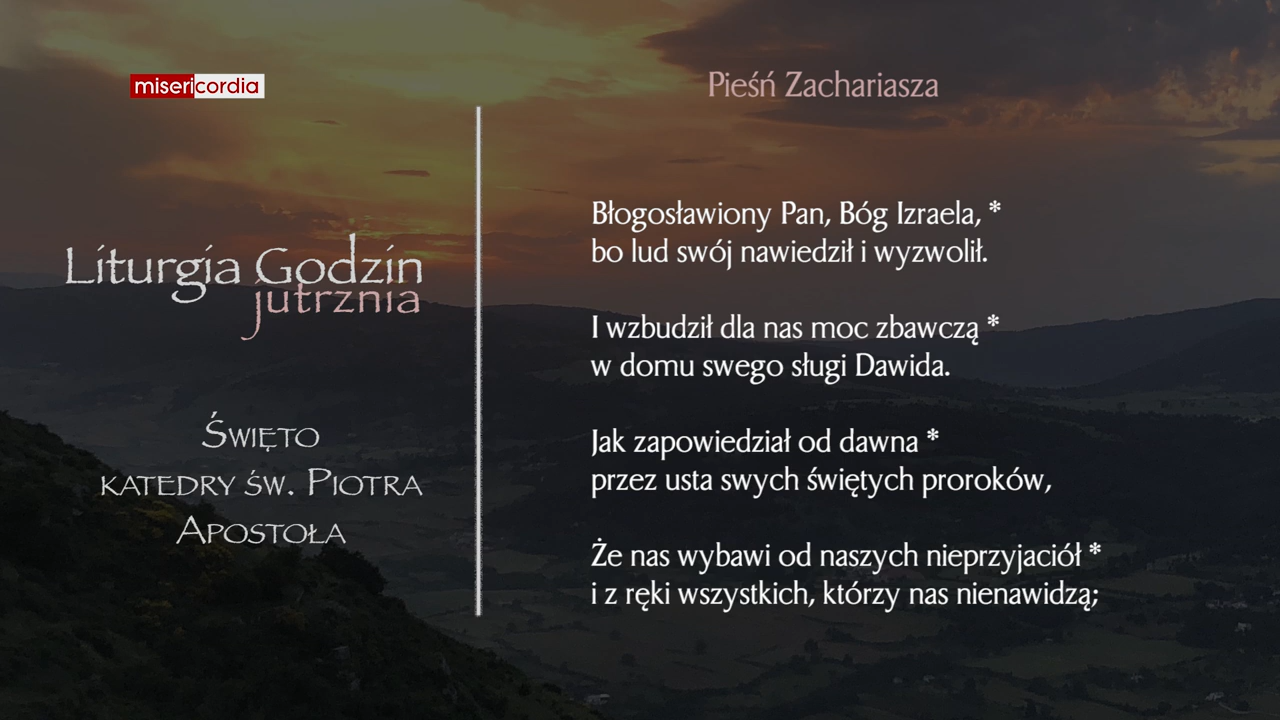 misericordia
Liturgia Godzin
jutrznia
Święto
katedry św. Piotra
Apostoła
Pieśń Zachariasza
Błogosławiony Pan, Bóg Izraela, *
bo lud swój nawiedził i wyzwolił.
I wzbudził dla nas moc zbawczą *
w domu swego sługi Dawida.
Jak zapowiedział od dawna *
przez usta swych świętych proroków,
Że nas wybawi od naszych nieprzyjaciół *
i z ręki wszystkich, którzy nas nienawidzą;